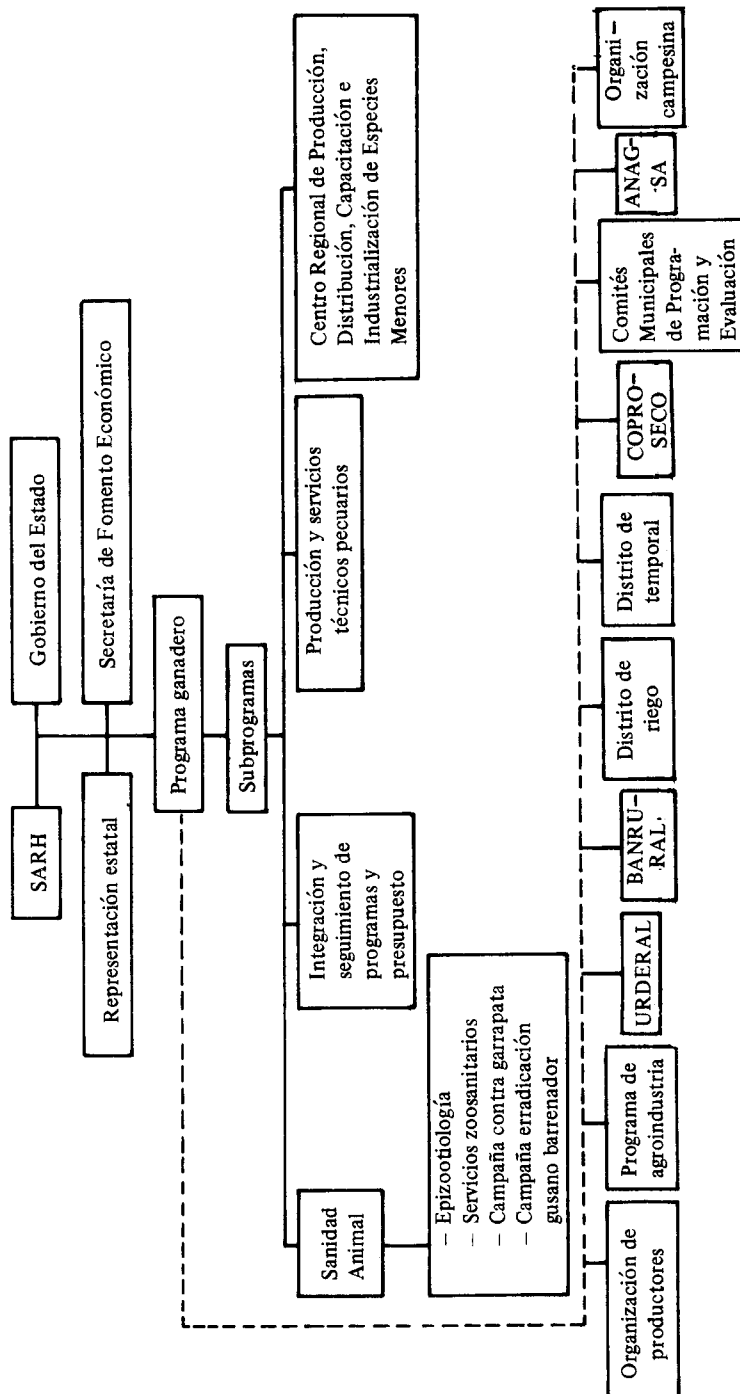 SARH
Gobierno del Estado
Representación estatal
Secretaría de Fomento Económico
Programa ganadero
Subprogramas
Sanidad
Animal
Integración y
seguimiento de
programas y
presupuesto
Producción y servicios
técnicos pecuarios
Centro Regional de Producción,
Distribución, Capacitación e
Industrialización de Especies
Menores
– Epizootiología
– Servicios zoosanitarios
– Campaña contra garrapata
– Campaña erradicación
gusano barrenador
Organización de
productores
Programa de
agroindustria
URDERAL
BANRU–
RAL.
Distrito de
riego
Distrito de
temporal
COPRO–
SECO
Comités
Municipales
de Progra-
mación y
Evaluación
ANAG–
SA
Organi–
zación
campesina